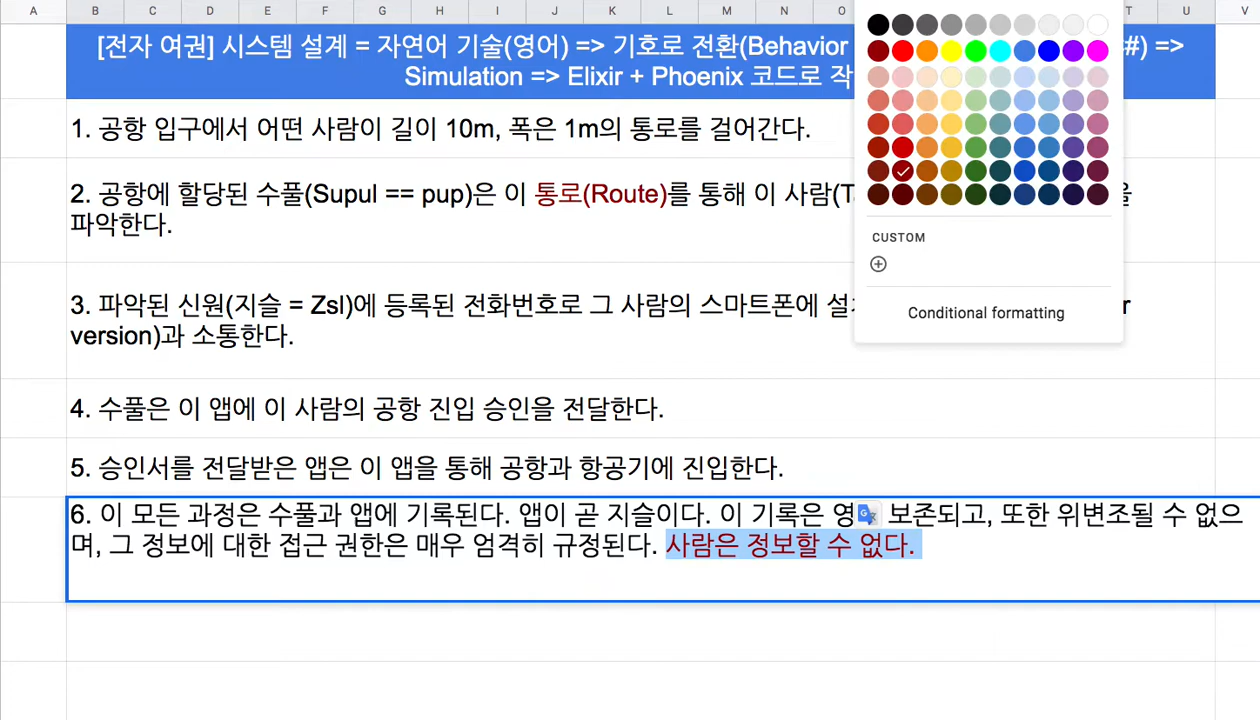 A B C D E F G H I J K L M N O T U V
[전자 여권] 시스템 설계 = 자연어 기술(영어) => 기호로 전환(Behavior #) =>
Simulation => Elixir + Phoenix 코드로 작
1. 공항 입구에서 어떤 사람이 길이 10m, 폭은 1m의 통로를 걸어간다.
2. 공항에 할당된 수풀(Supul == pup)은 이 통로(Route)를 통해 이 사람 을
파악한다.
3. 파악된 신원(지슬 = Zsl)에 등록된 전화번호로 그 사람의 스마트폰에
version)과 소통한다.
4. 수풀은 이 앱에 이 사람의 공항 진입 승인을 전달한다.
5. 승인서를 전달받은 앱은 이 앱을 통해 공항과 항공기에 진입한다.
6. 이 모든 과정은 수풀과 앱에 기록된다. 앱이 곧 지슬이다. 이 기록은 영 보존되고, 또한 위변조될 수 없으
며, 그 정보에 대한 접근 권한은 매우 엄격히 규정된다. 사람은 정보할 수 없다.
CUSTOM
Conditional formatting